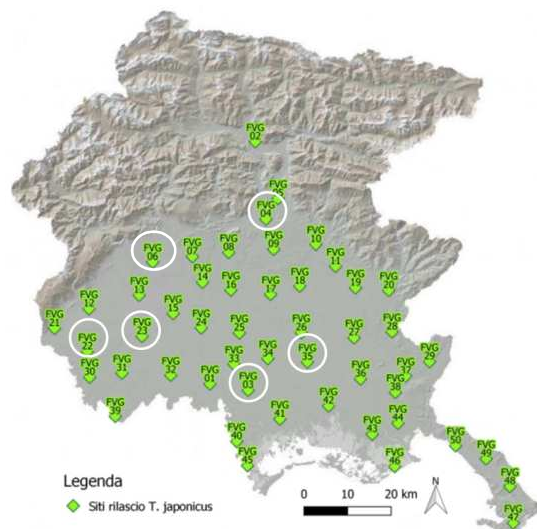 FVG
02
FVG
05
FVG
04
FVG
06
FVG
07
FVG
08
FVG
09
FVG
10
FVG
11
FVG
12
FVG
FVG
14
FVG
16
FVG
17
FVG
18
FVG
19
FVG
20
FVG
21
FVG
22
FVG
23
FVG
15
FVG
24
FVG
25
FVG
26
FVG
27
FVG
28
FVG
29
FVG
30
FVG
31
FVG
32
FVG
01
FVG
33
FVG
03
FVG
34
FVG
35
FVG
36
FVG
37
FVG
38
FVG
39
FVG
40
FVG
41
FVG
42
FVG
43
FVG
44
FVG
45
FVG
46
FVG
50
FVG
49
FVG
48
FVG
47
Legenda
Siti rilascio T. japonicus
0 10 20 km
N